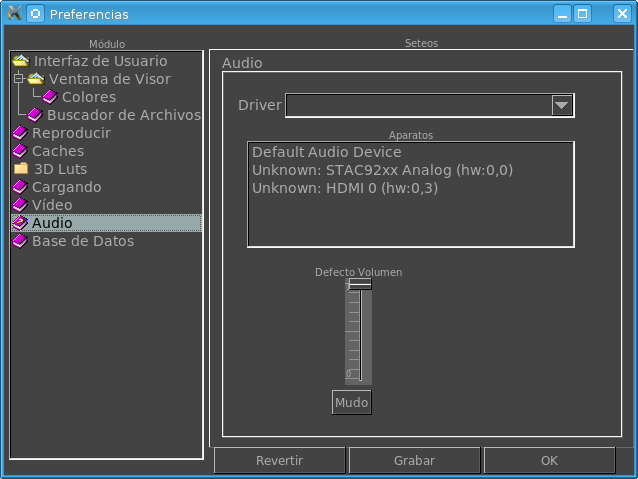 Preferencias
Módulo
Interfaz de Usuario
Ventana de Visor
Colores
Buscador de Archivos
Reproducir
Caches
3D Luts
Cargando
Vídeo
Audio
Base de Datos
Seteos
Audio
Driver
Aparatos
Default Audio Device
Unknown: STAC92xx Analog (hw:0,0)
Unknown: HDMI 0 (hw:0,3)
Defecto Volumen
0
Mudo
Revertir
Grabar
OK